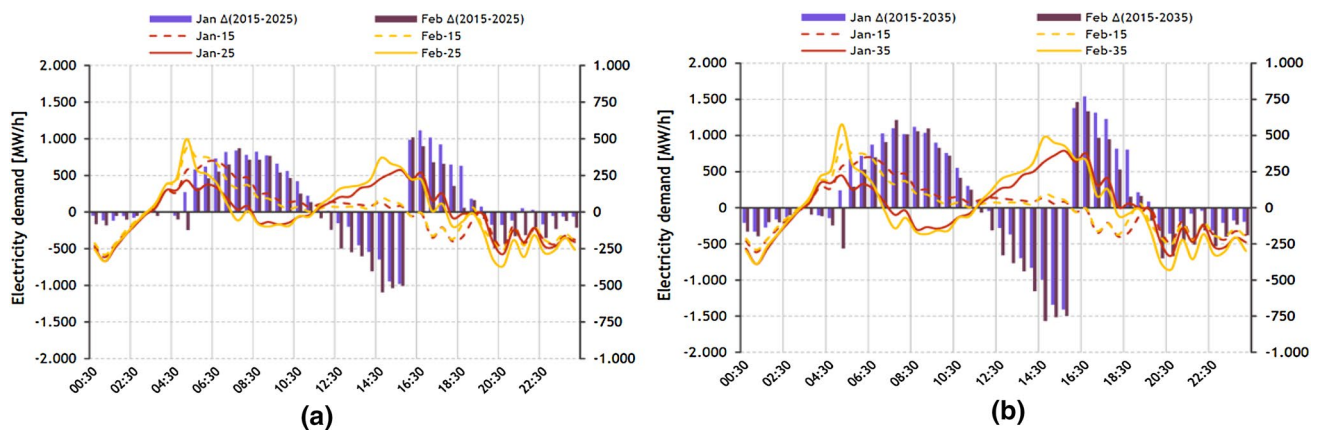 Jan Δ(2015-2025) Feb Δ(2015-2025)
Jan-15 Feb-15
Jan-25 Feb-25
Electricity demand [MW/h]
2.000 1.000
1.500 750
1.000 500
500 250
0 0
-500 -250
-1.000 -500
-1.500 -750
-2.000 -1.000
00:30 02:30 04:30 06:30 08:30 10:30 12:30 14:30 16:30 18:30 20:30 22:30
(a)
Jan Δ(2015-2035) Feb Δ(2015-2035)
Jan-15 Feb-15
Jan-35 Feb-35
Electricity demand [MW/h]
2.000 1.000
1.500 750
1.000 500
500 250
0 0
-500 -250
-1.000 -500
-1.500 -750
-2.000 -1.000
00:30 02:30 04:30 06:30 08:30 10:30 12:30 14:30 16:30 18:30 20:30 22:30
(b)